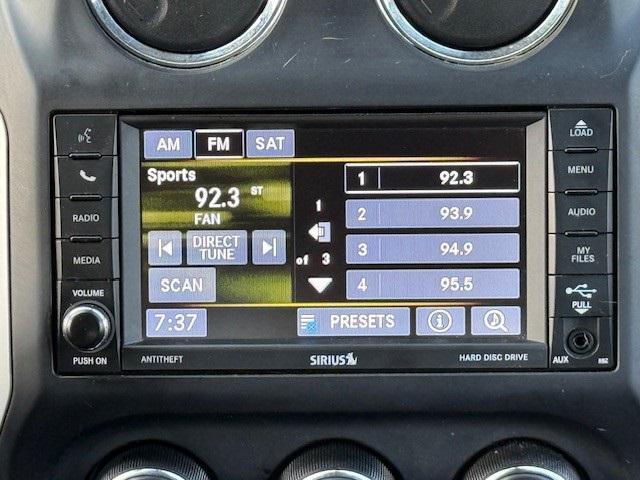 AM FM SAT
Sports
92.3 ST
FAN
DIRECT
TUNE
SCAN
7:37
1
of 3
1 92.3
2 93.9
3 94.9
4 95.5
PRESETS
RADIO
MEDIA
VOLUME
PUSH ON
LOAD
MENU
AUDIO
MY
FILES
PULL
AUX
RBZ
ANTITHEFT
SIRIUS
HARD DISC DRIVE